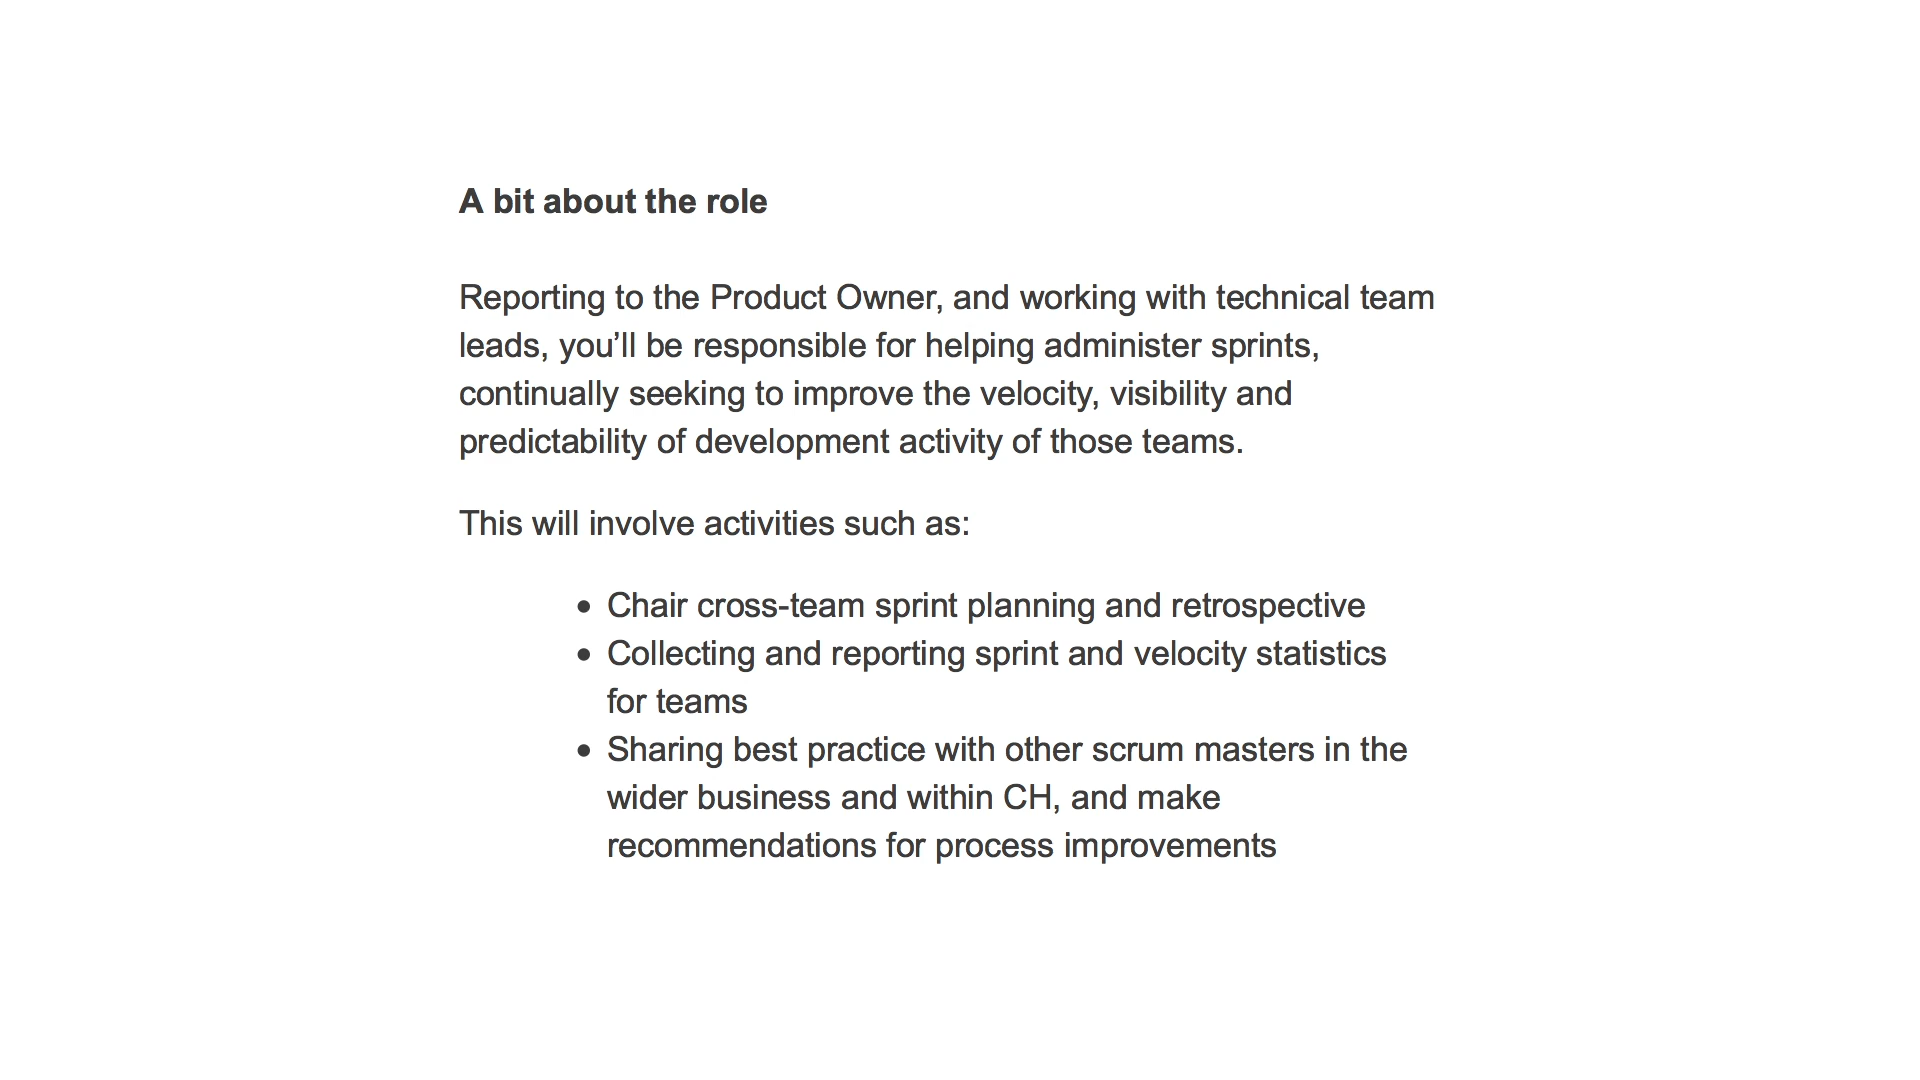 A bit about the role
Reporting to the Product Owner, and working with technical team
leads, you’ll be responsible for helping administer sprints,
continually seeking to improve the velocity, visibility and
predictability of development activity of those teams.
This will involve activities such as:
• Chair cross-team sprint planning and retrospective
• Collecting and reporting sprint and velocity statistics
for teams
• Sharing best practice with other scrum masters in the
wider business and within CH, and make
recommendations for process improvements